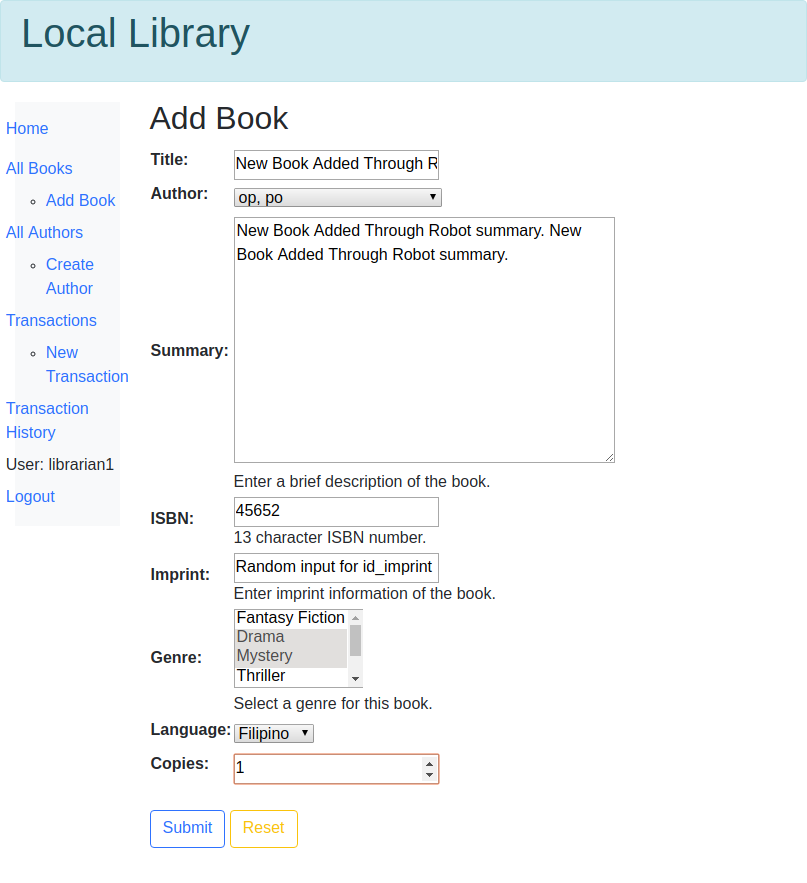 Local Library
Home
All Books
Add Book
All Authors
Create
Author
Transactions
New
Transaction
Transaction
History
User: librarian1
Logout
Add Book
Title: New Book Added Through R
Author: op, po
Summary: New Book Added Through Robot summary. New
Book Added Through Robot summary.
Enter a brief description of the book.
ISBN: 45652
13 character ISBN number.
Imprint: Random input for id_imprint
Enter imprint information of the book.
Genre: Fantasy Fiction
Drama
Mystery
Thriller
Select a genre for this book.
Language: Filipino
Copies: 1
Submit Reset